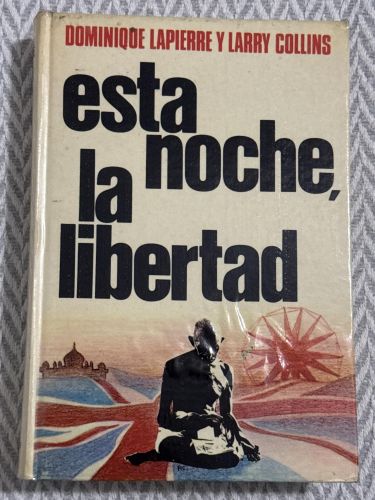 DOMINIQUE LAPIERRE Y LARRY COLLINS
esta
noche,
la
libertad